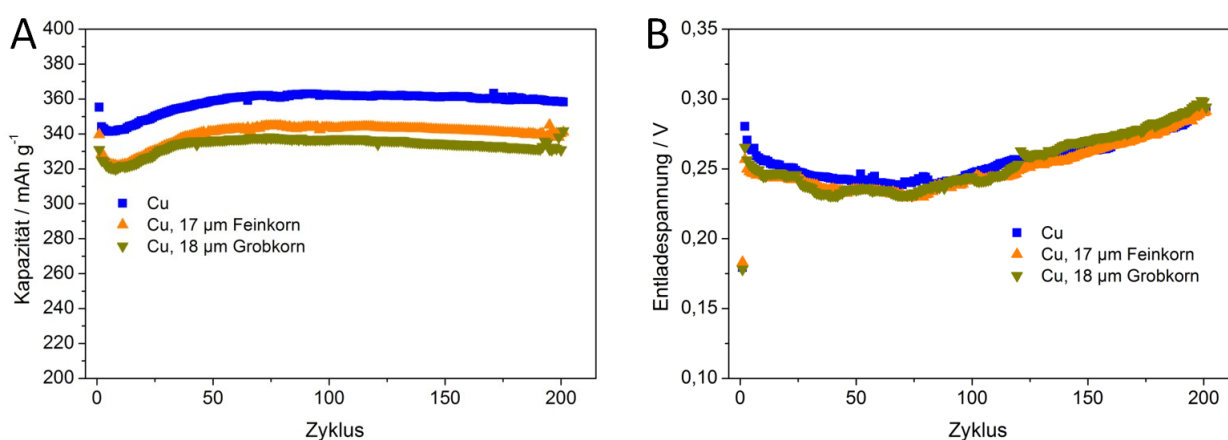 A
Kapazität / mAh g-1
400
380
360
340
320
300
280
260
240
220
200
Cu
Cu, 17 µm Feinkorn
Cu, 18 µm Grobkorn
0
50
100
150
200
Zyklus
B
Entladespannung / V
0,35
0,30
0,25
0,20
0,15
0,10
Cu
Cu, 17 µm Feinkorn
Cu, 18 µm Grobkorn
0
50
100
150
200
Zyklus